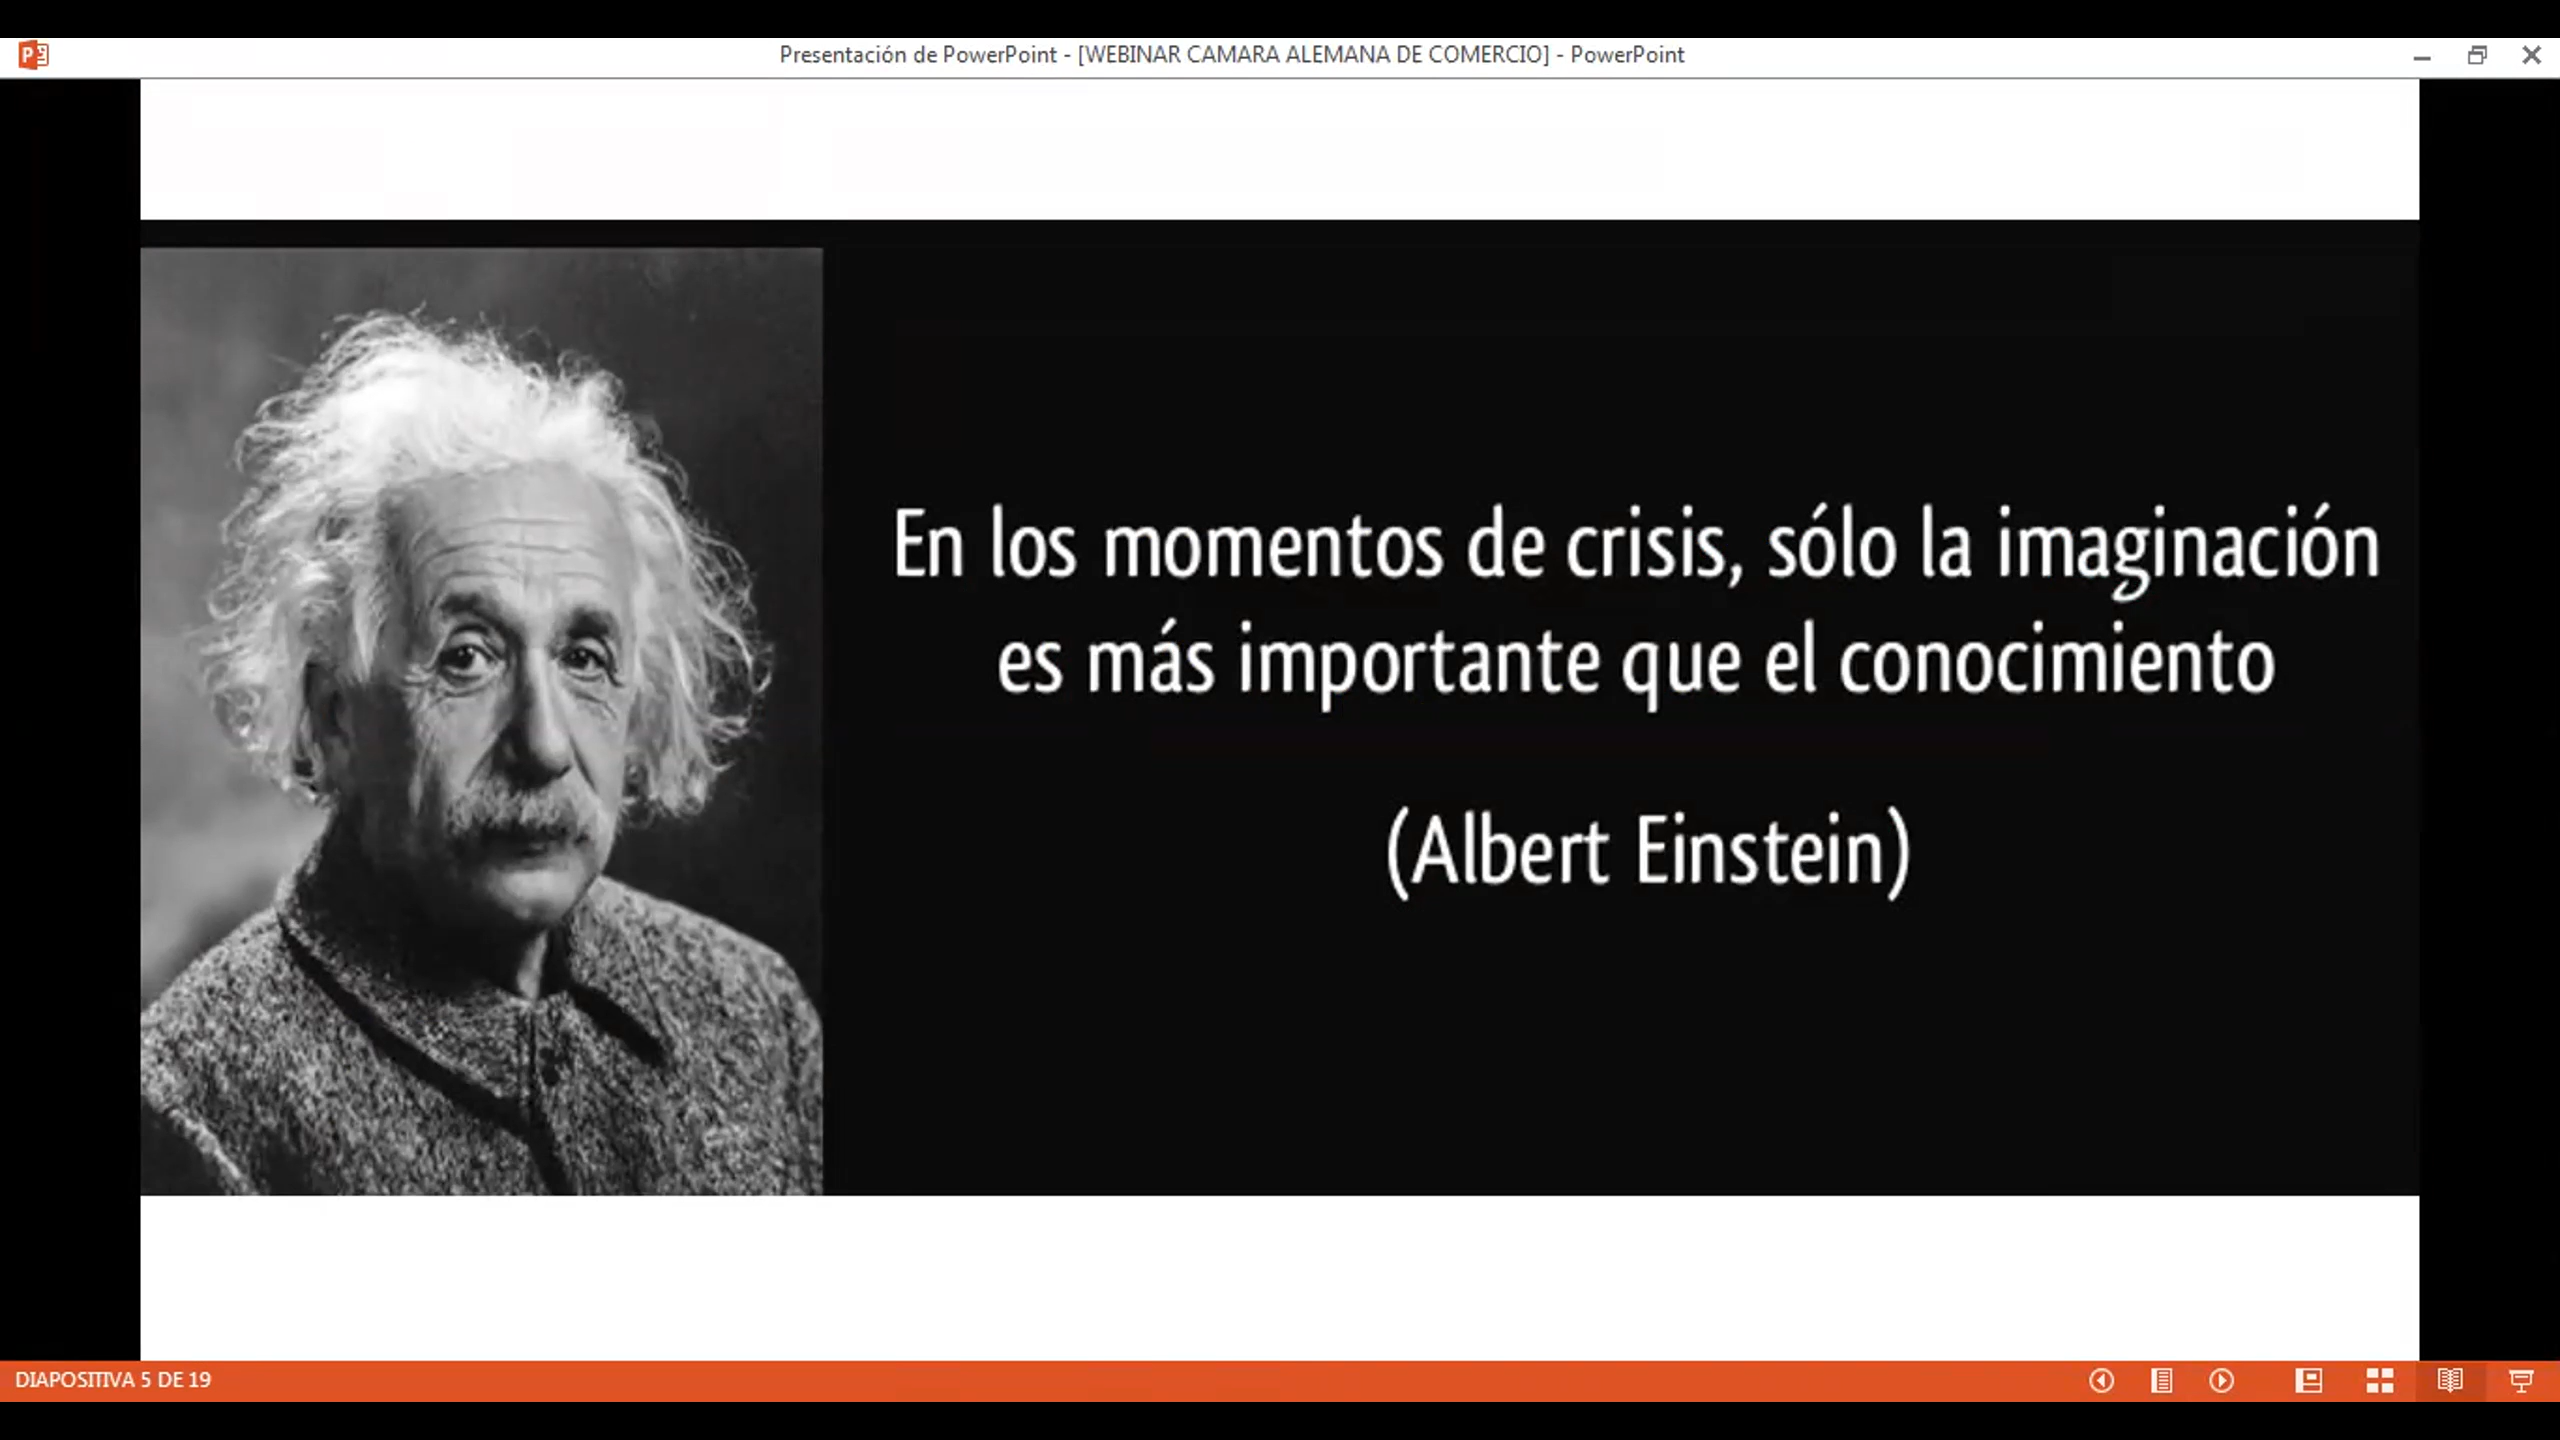 Presentación de PowerPoint - [WEBINAR CAMARA ALEMANA DE COMERCIO] - PowerPoint
En los momentos de crisis, sólo la imaginación
es más importante que el conocimiento
(Albert Einstein)
DIAPOSITIVA 5 DE 19